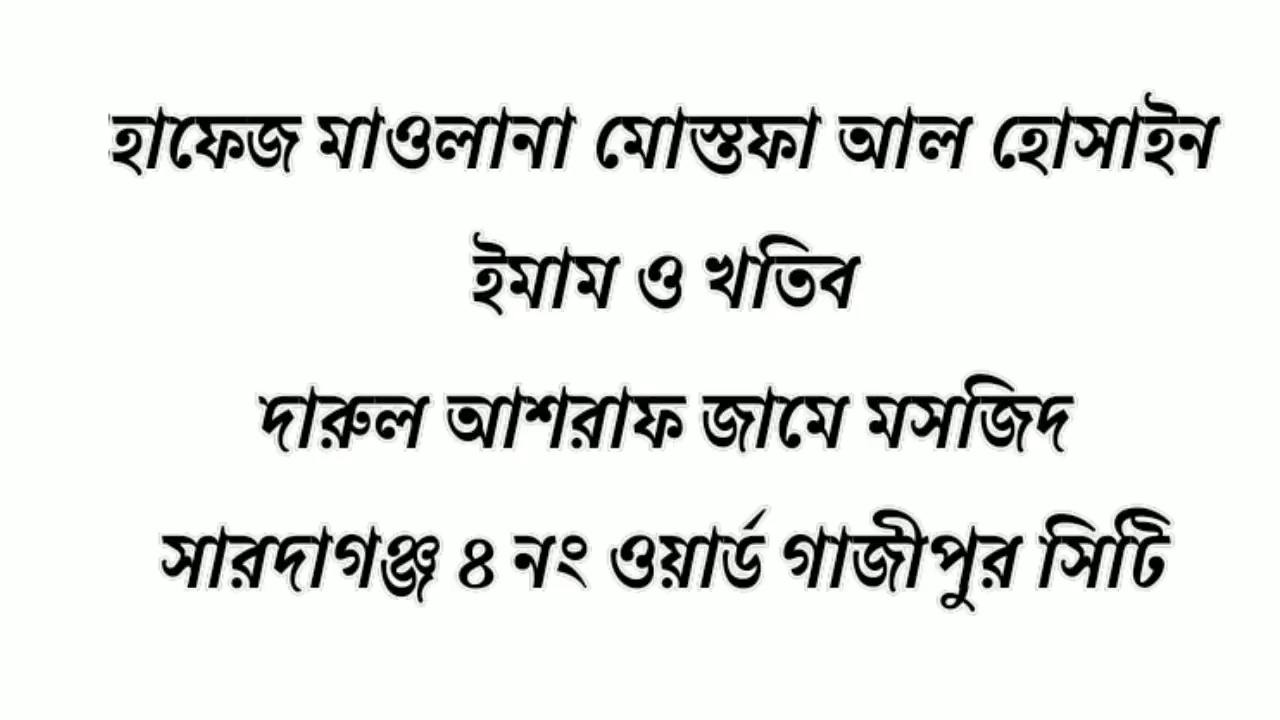 হাফেজ মাওলানা মোস্তফা আল হোসাইন
ইমাম ও খতিব
দারুল আশরাফ জামে মসজিদ
সারদাগঞ্জ ৪ নং ওয়ার্ড গাজীপুর সিটি